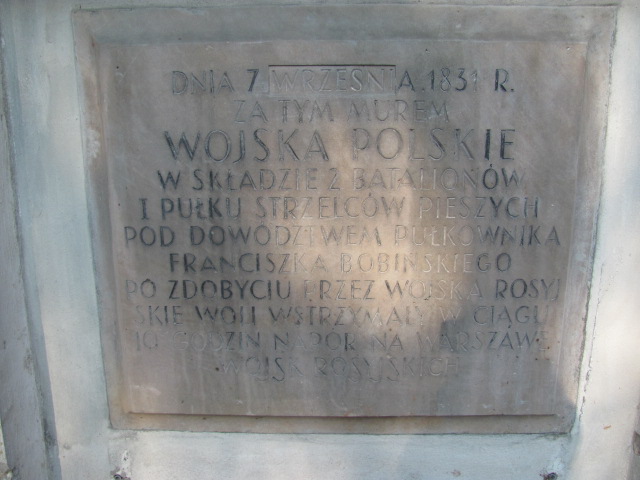 DNIA 7 WRZEŚNIA 1831 R.
ZA TYM MUREM
WOJSKA POLSKIE
W SKŁADZIE 2 BATALIONÓW
I PUŁKU STRZELCÓW PIESZYCH
POD DOWÓDZTWEM PUŁKOWNIKA
FRANCISZKA BOBIŃSKIEGO
PO ZDOBYCIU PRZEZ WOJSKA ROSYJ
SKIE WOLI WSTRZYMAŁY W CIĄGU
10 GODZIN NAPÓR NA WARSZAWĘ
WOJSK ROSYJSKICH